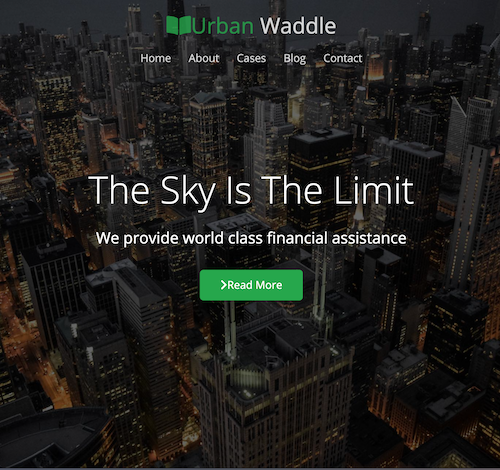 Urban Waddle
Home About Cases Blog Contact
The Sky Is The Limit
We provide world class financial assistance
Read More